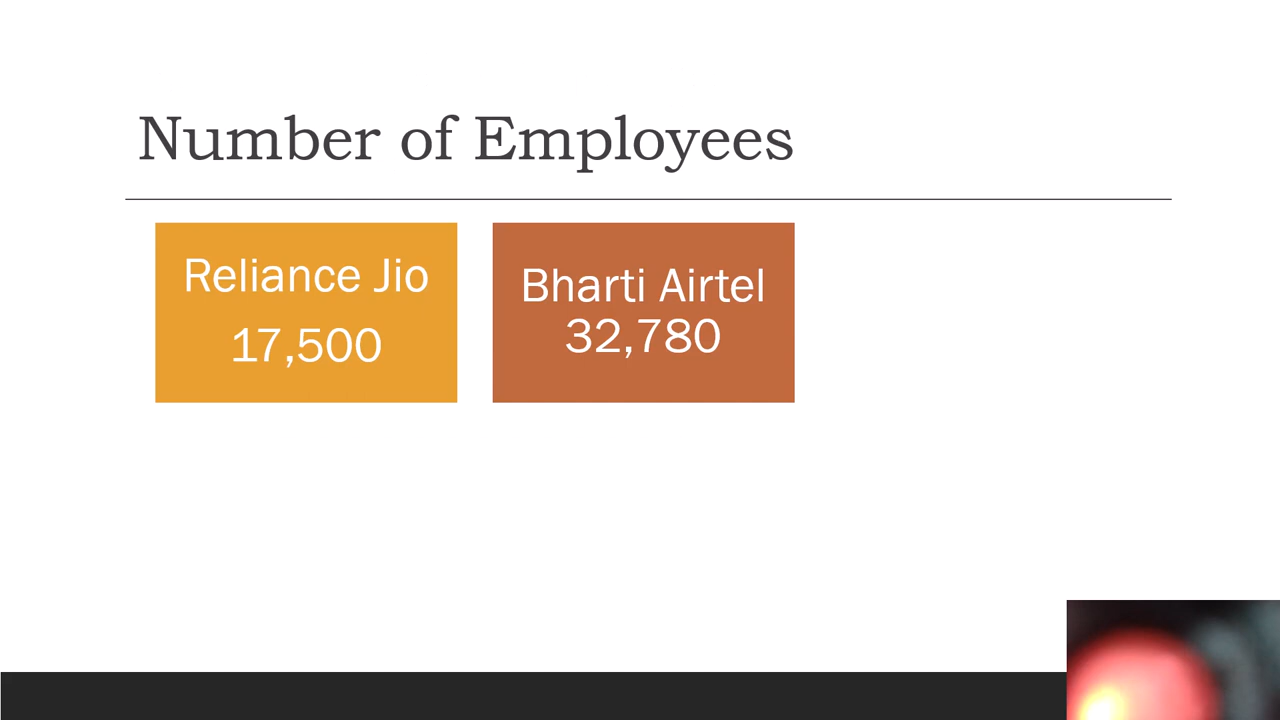 Number of Employees
Reliance Jio
17,500
Bharti Airtel
32,780